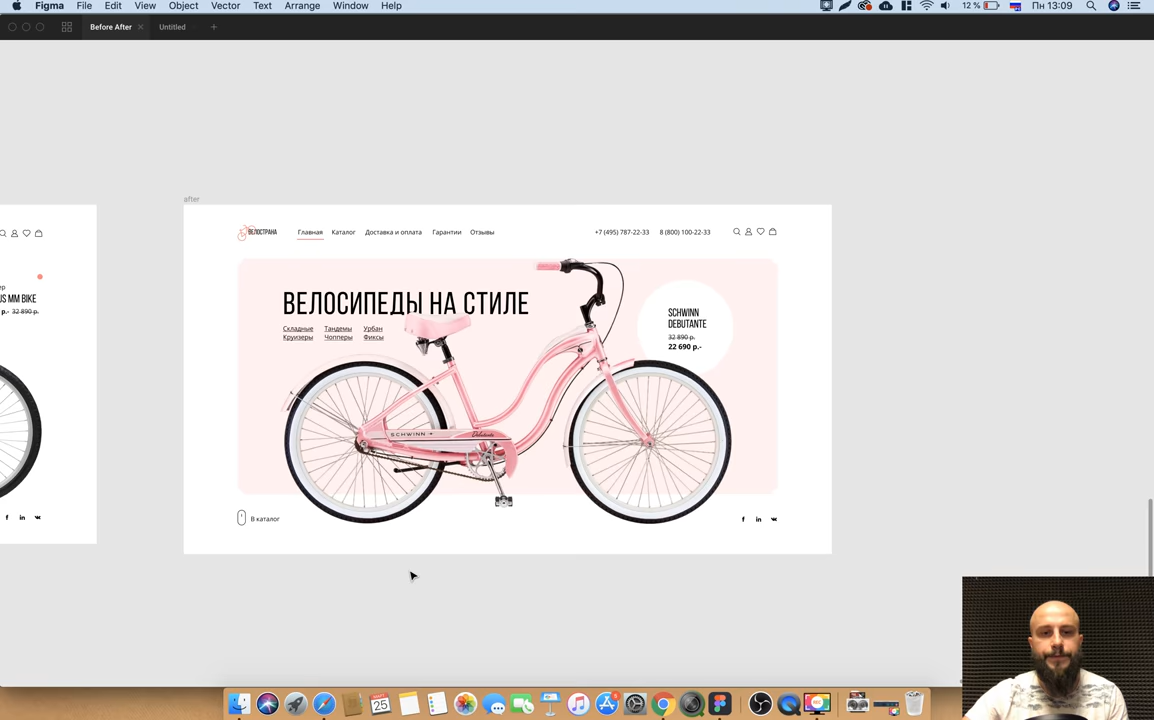 Figma File Edit View Object Vector Text Arrange Window Help 12 % Пн 13:09
Before After Untitled
after
ВЕЛОСТРАНА Главная Каталог Доставка и оплата Гарантии Отзывы +7 (495) 787-22-33 8 (800) 100-22-33
MM BIKE
р.- 32 890 р.
ВЕЛОСИПЕДЫ НА СТИЛЕ
Складные Тандемы Урбан
Круизеры Чопперы Фиксы
SCHWINN
DEBUTANTE
32 890 р.
22 690 р.-
SCHWINN
Debutante
В каталог
25